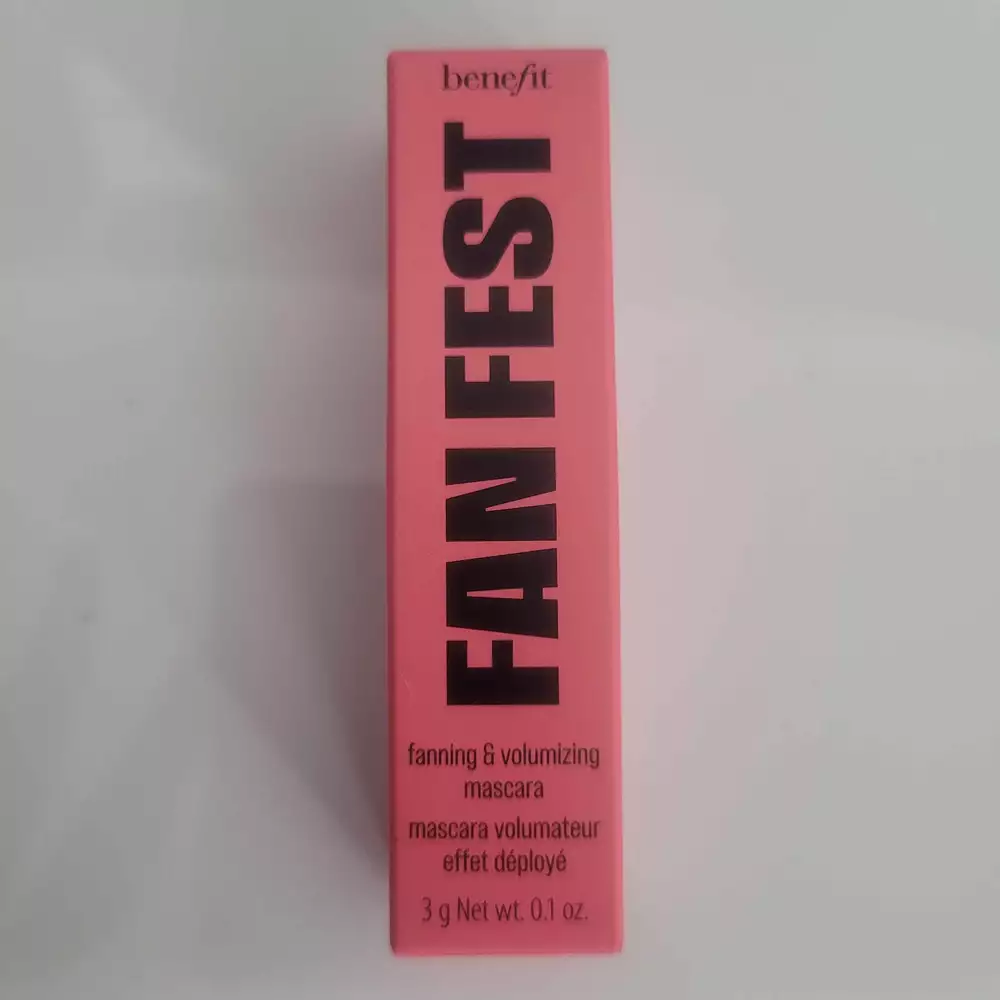 benefit
FAN FEST
fanning & volumizing
mascara
mascara volumateur
effet déployé
3 g Net wt. 0.1 oz.